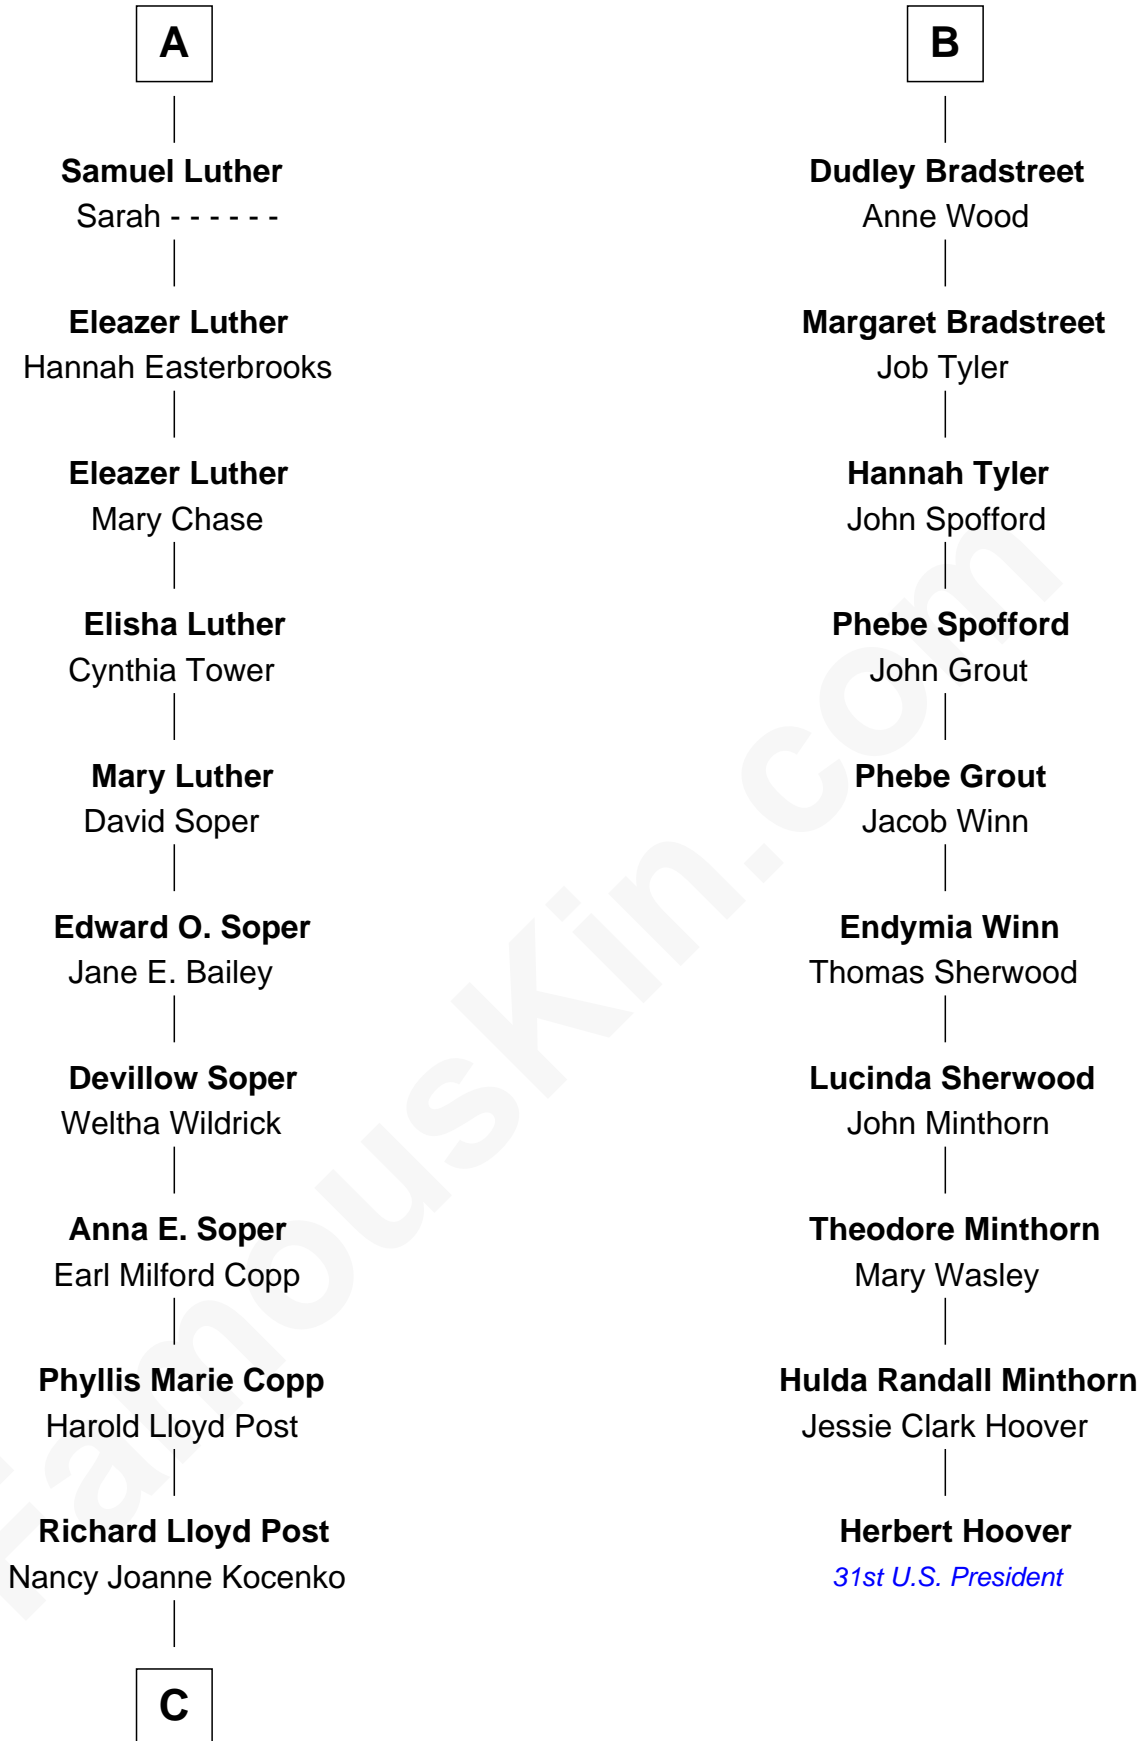 A
Samuel Luther
Sarah - - - - - -
Eleazer Luther
Hannah Easterbrooks
Eleazer Luther
Mary Chase
Elisha Luther
Cynthia Tower
Mary Luther
David Soper
Edward O. Soper
Jane E. Bailey
Devillow Soper
Weltha Wildrick
Anna E. Soper
Earl Milford Copp
Phyllis Marie Copp
Harold Lloyd Post
Richard Lloyd Post
Nancy Joanne Kocenko
C
B
Dudley Bradstreet
Anne Wood
Margaret Bradstreet
Job Tyler
Hannah Tyler
John Spofford
Phebe Spofford
John Grout
Phebe Grout
Jacob Winn
Endymia Winn
Thomas Sherwood
Lucinda Sherwood
John Minthorn
Theodore Minthorn
Mary Wasley
Hulda Randall Minthorn
Jessie Clark Hoover
Herbert Hoover
31st U.S. President
FamousKin.com